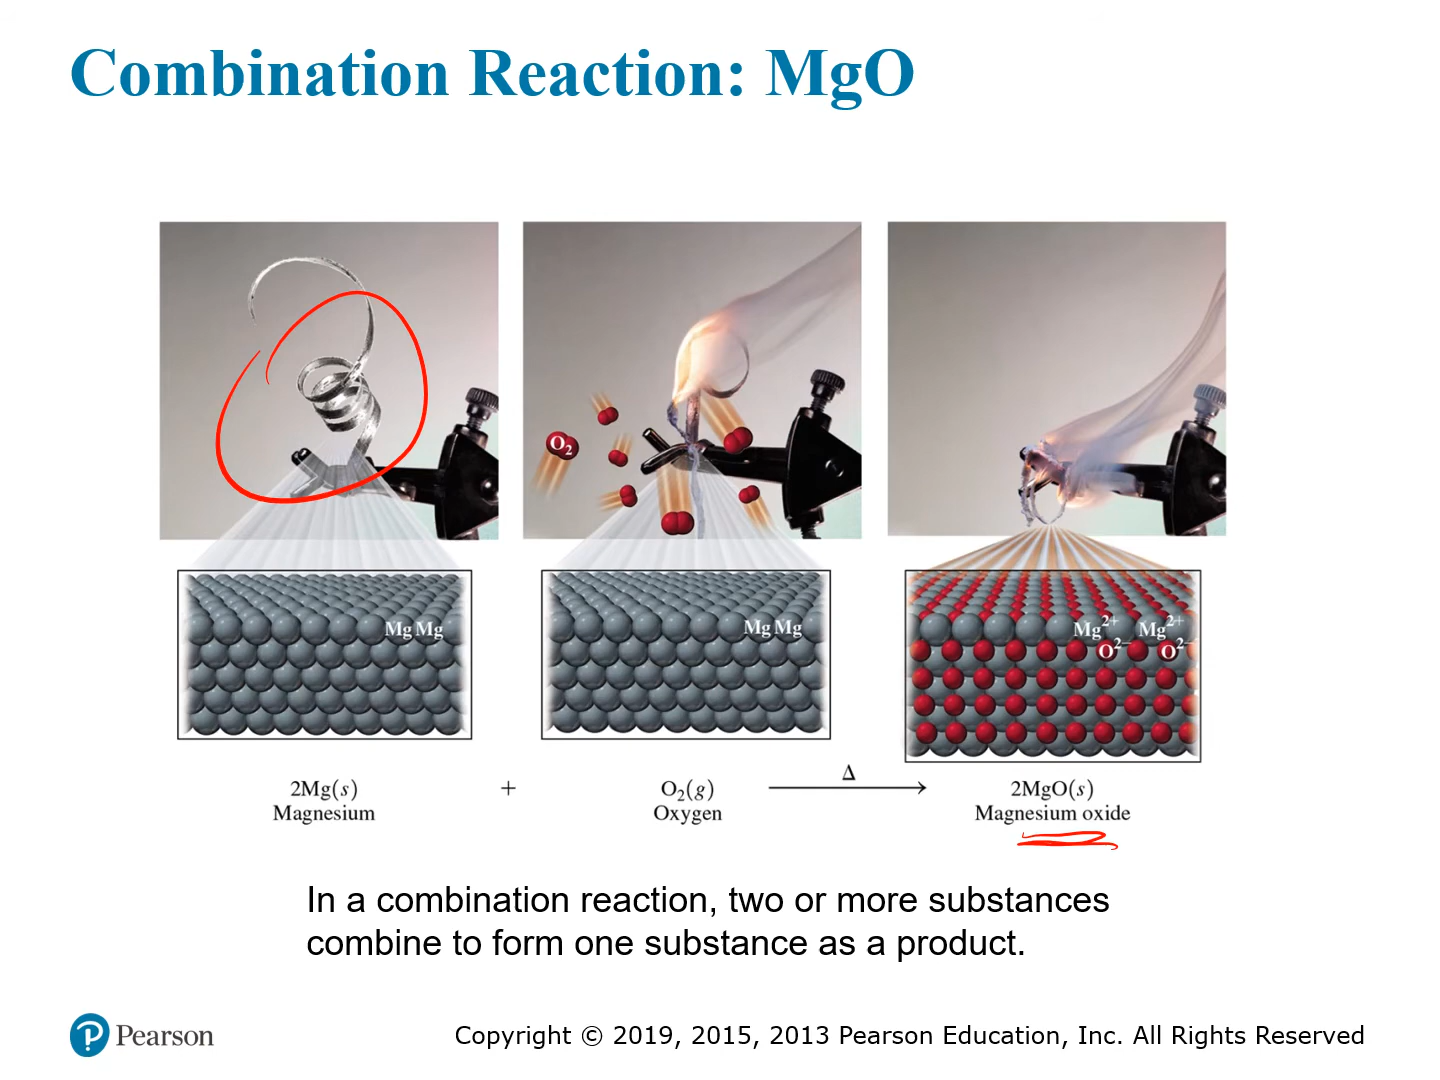 Combination Reaction: MgO
O₂
Mg Mg
Mg Mg
Mg²⁺ Mg²⁺
O²⁻ O²⁻
2Mg(s) + O₂(g) Δ 2MgO(s)
Magnesium Oxygen Magnesium oxide
In a combination reaction, two or more substances
combine to form one substance as a product.
P Pearson
Copyright © 2019, 2015, 2013 Pearson Education, Inc. All Rights Reserved